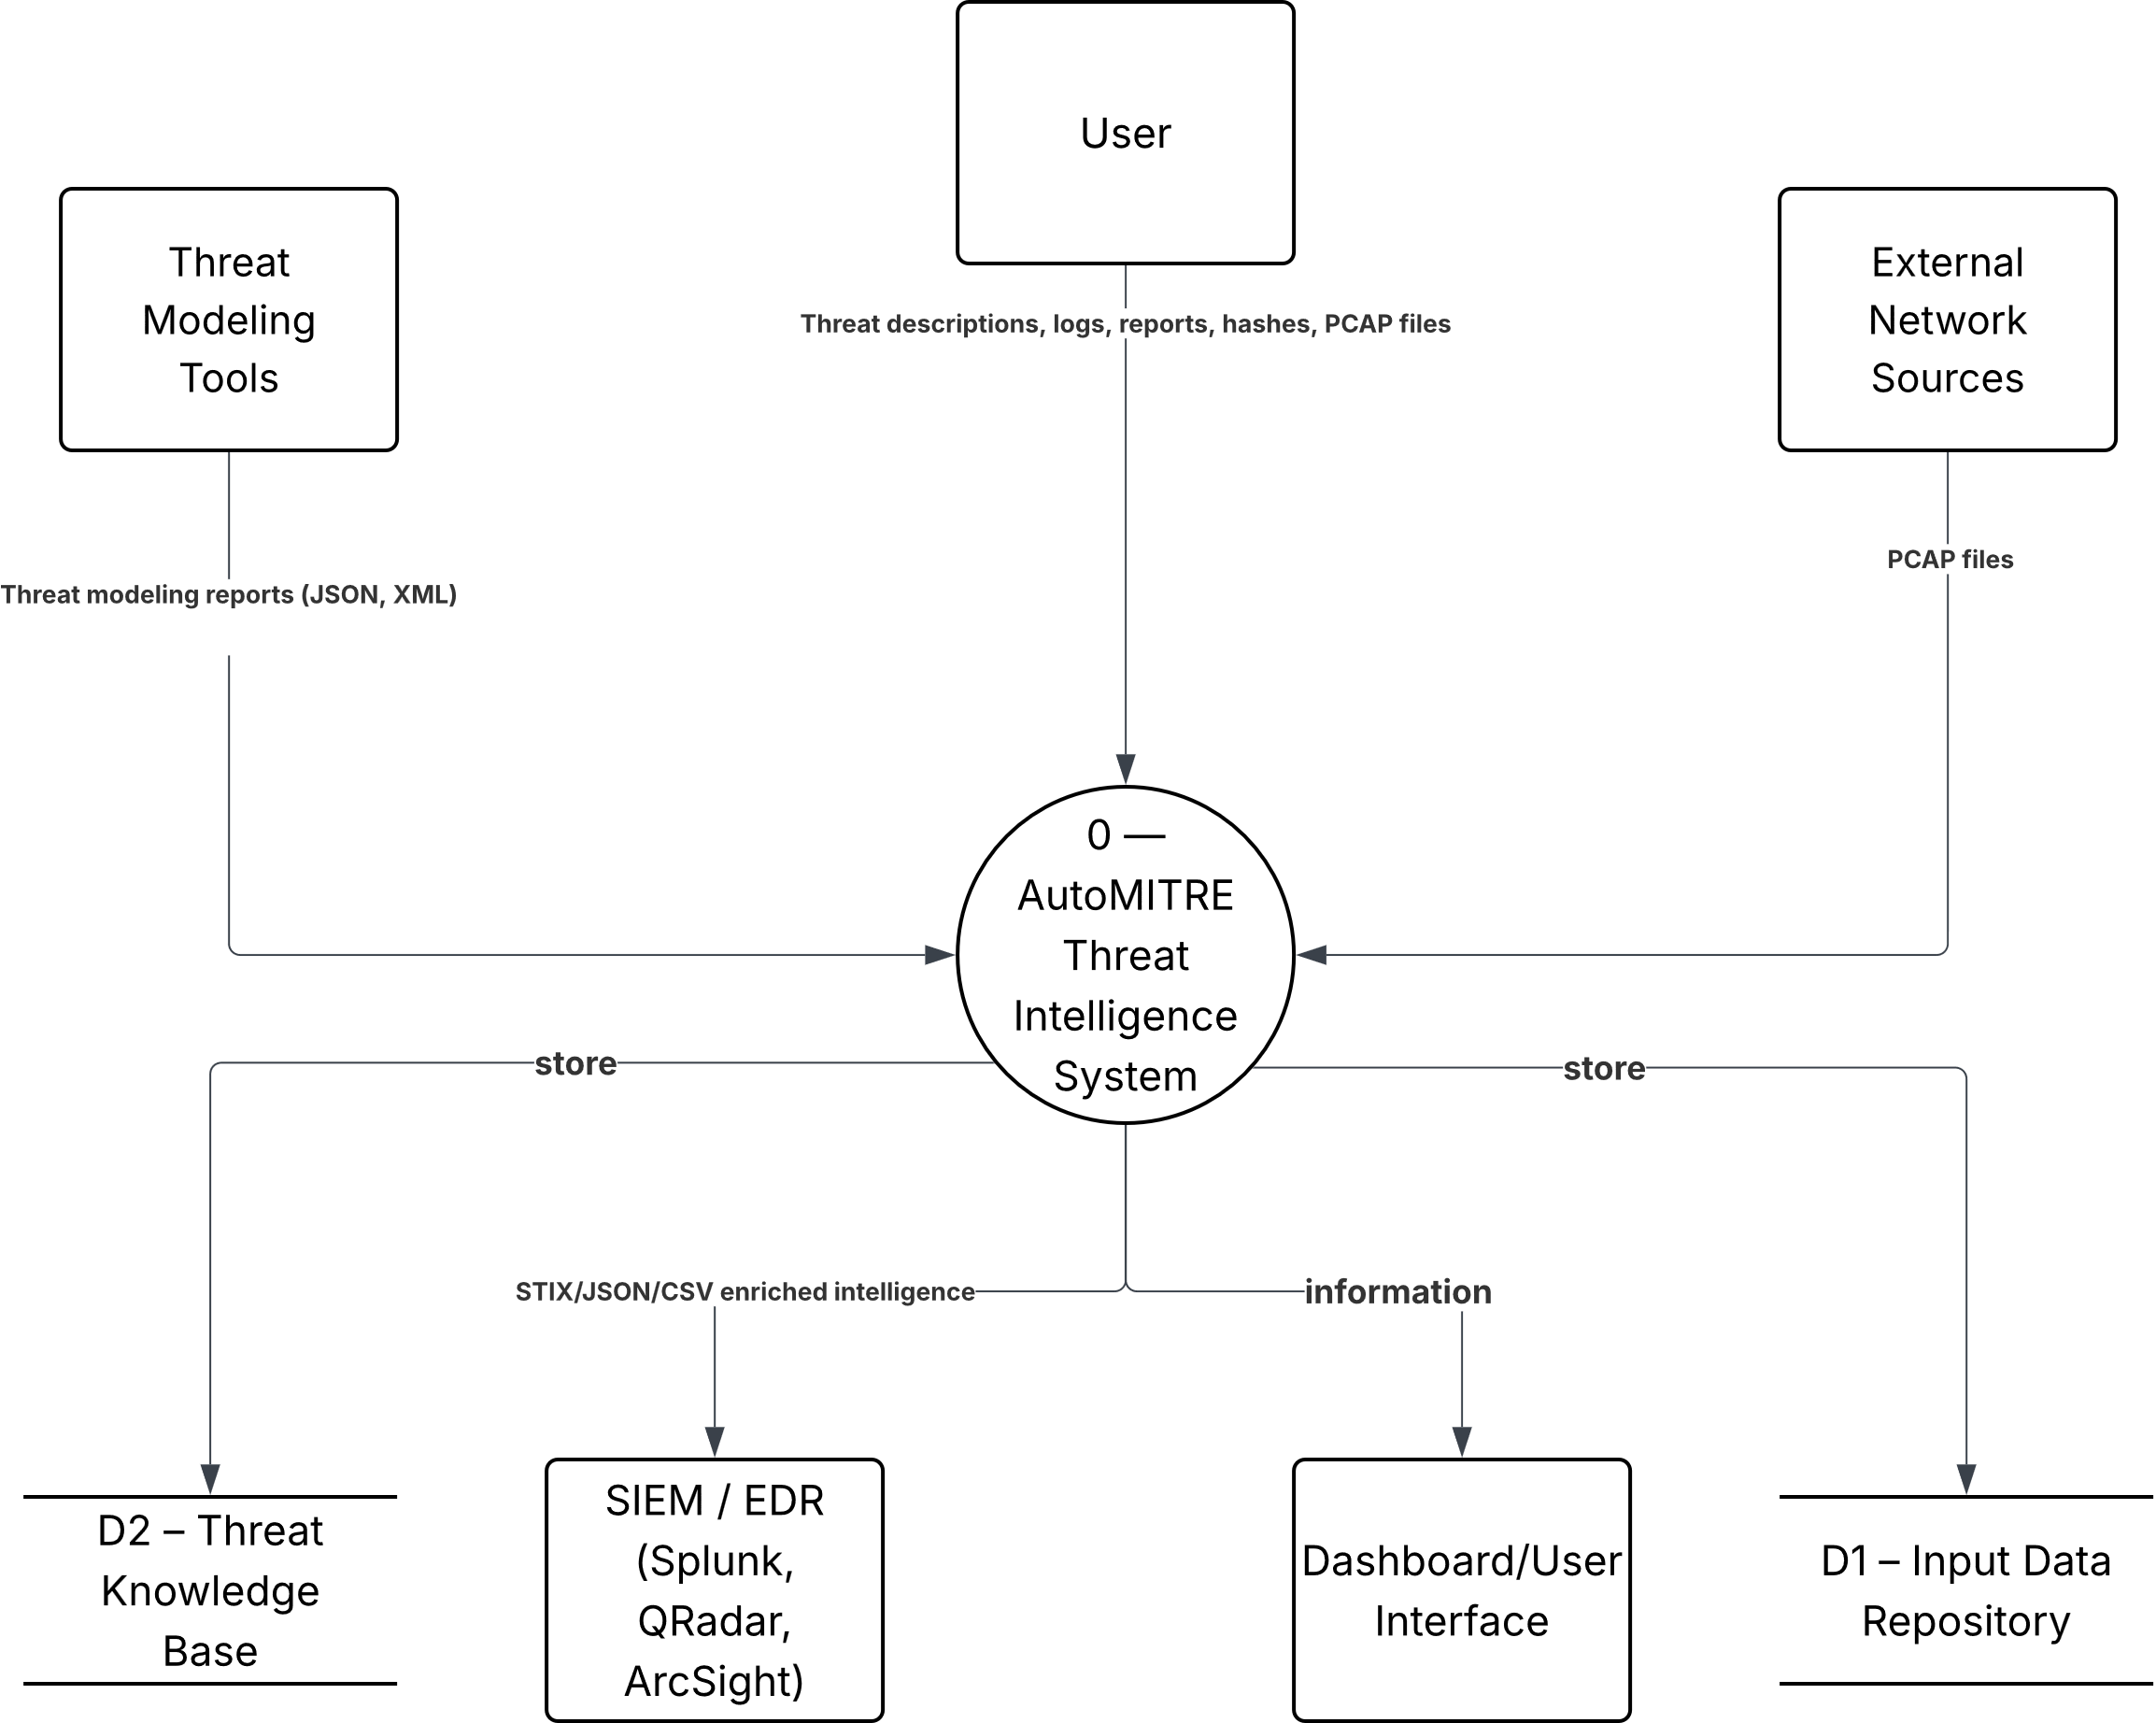 User
Threat
Modeling
Tools
External
Network
Sources
Threat descriptions, logs, reports, hashes, PCAP files
PCAP files
Threat modeling reports (JSON, XML)
0 —
AutoMITRE
Threat
Intelligence
System
store
store
STIX/JSON/CSV enriched intelligence
information
D2 – Threat
Knowledge
Base
SIEM / EDR
(Splunk,
QRadar,
ArcSight)
Dashboard/User
Interface
D1 – Input Data
Repository